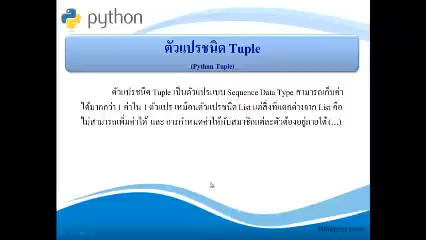 python
ตัวแปรชนิด Tuple
(Python Tuple)
ตัวแปรชนิด Tuple เป็นตัวแปรแบบ Sequence Data Type สามารถเก็บค่า
ได้มากกว่า 1 ค่าใน 1 ตัวแปร เหมือนตัวแปรชนิด List แต่สิ่งที่แตกต่างจาก List คือ
ไม่สามารถเพิ่มค่าได้ และ การกำหนดค่าให้กับสมาชิกแต่ละตัวต้องอยู่ภายใต้ (...)